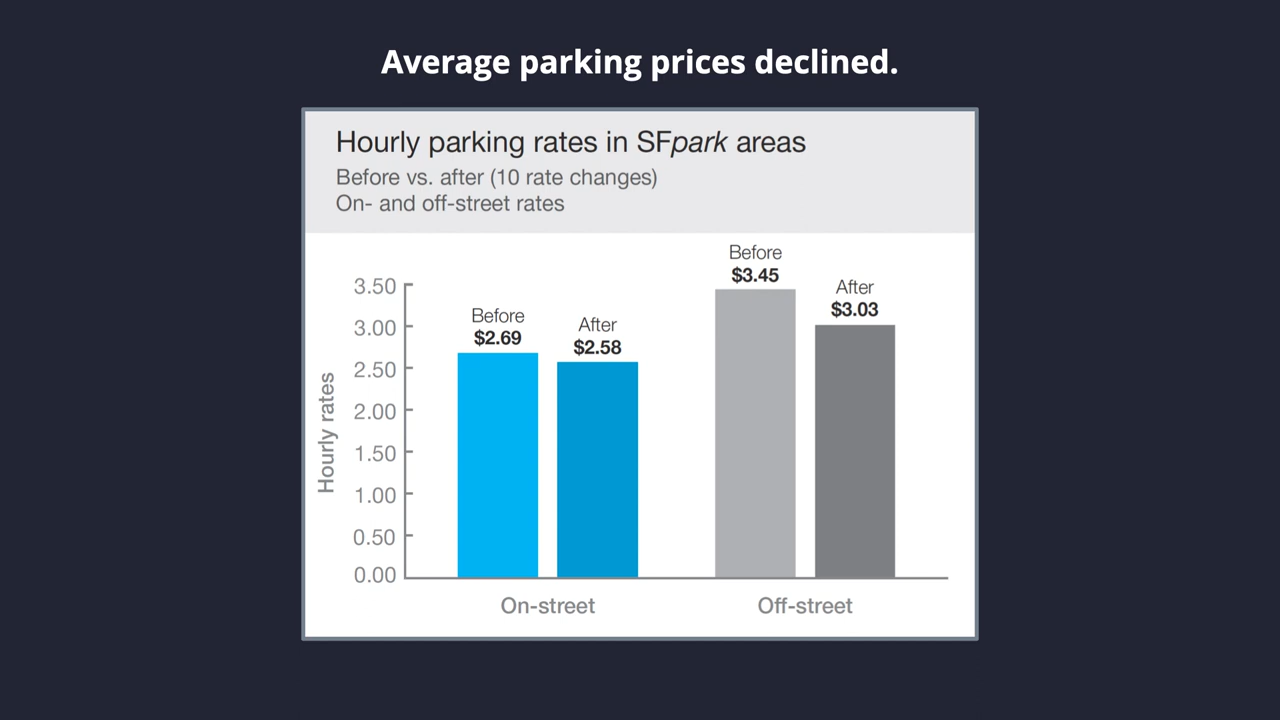 Average parking prices declined.
Hourly parking rates in SFpark areas
Before vs. after (10 rate changes)
On- and off-street rates
Hourly rates
3.50
3.00
2.50
2.00
1.50
1.00
0.50
0.00
Before
$2.69
After
$2.58
Before
$3.45
After
$3.03
On-street
Off-street